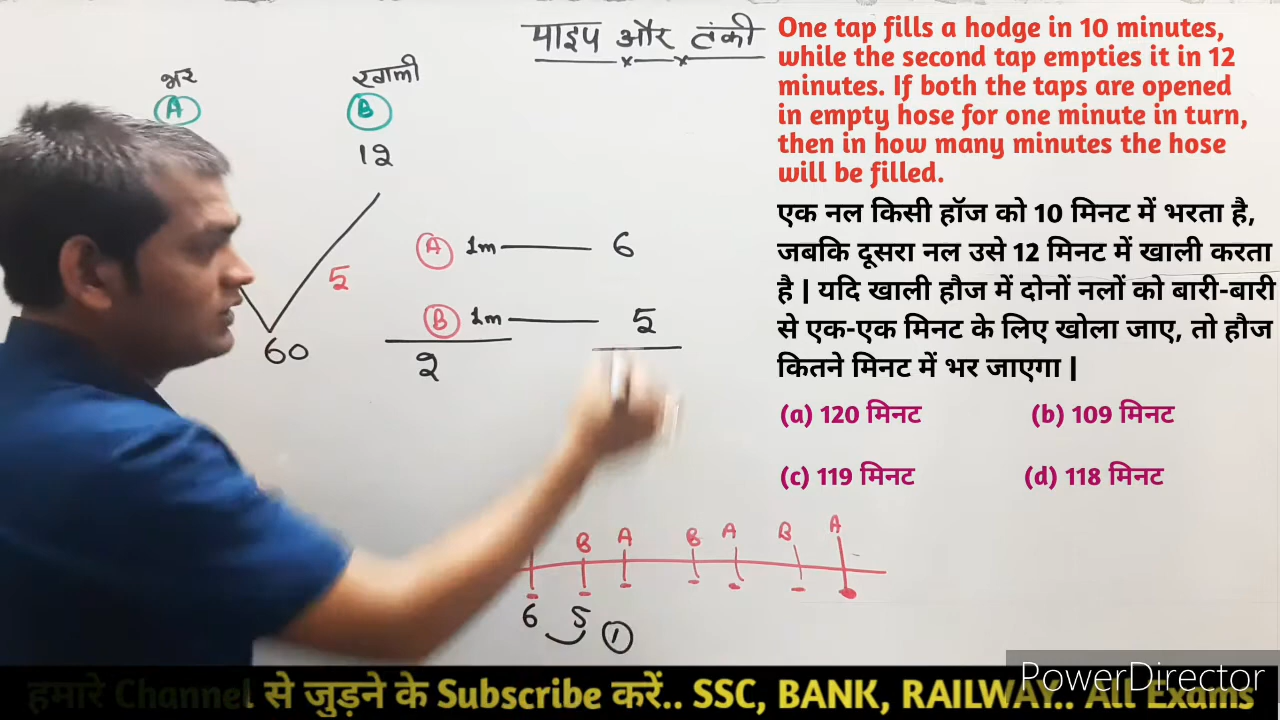 पाइप और टंकी
भर
खाली
A
B
12
5
60
A 1m 6
B 1m 5
2
B A B A B A
6 5 1
One tap fills a hodge in 10 minutes,
while the second tap empties it in 12
minutes. If both the taps are opened
in empty hose for one minute in turn,
then in how many minutes the hose
will be filled.
एक नल किसी हॉज को 10 मिनट में भरता है,
जबकि दूसरा नल उसे 12 मिनट में खाली करता
है | यदि खाली हौज में दोनों नलों को बारी-बारी
से एक-एक मिनट के लिए खोला जाए, तो हौज
कितने मिनट में भर जाएगा |
(a) 120 मिनट (b) 109 मिनट
(c) 119 मिनट (d) 118 मिनट
हमारे Channel से जुड़ने के Subscribe करें.. SSC, BANK, RAILWAY.. All Exams
PowerDirector